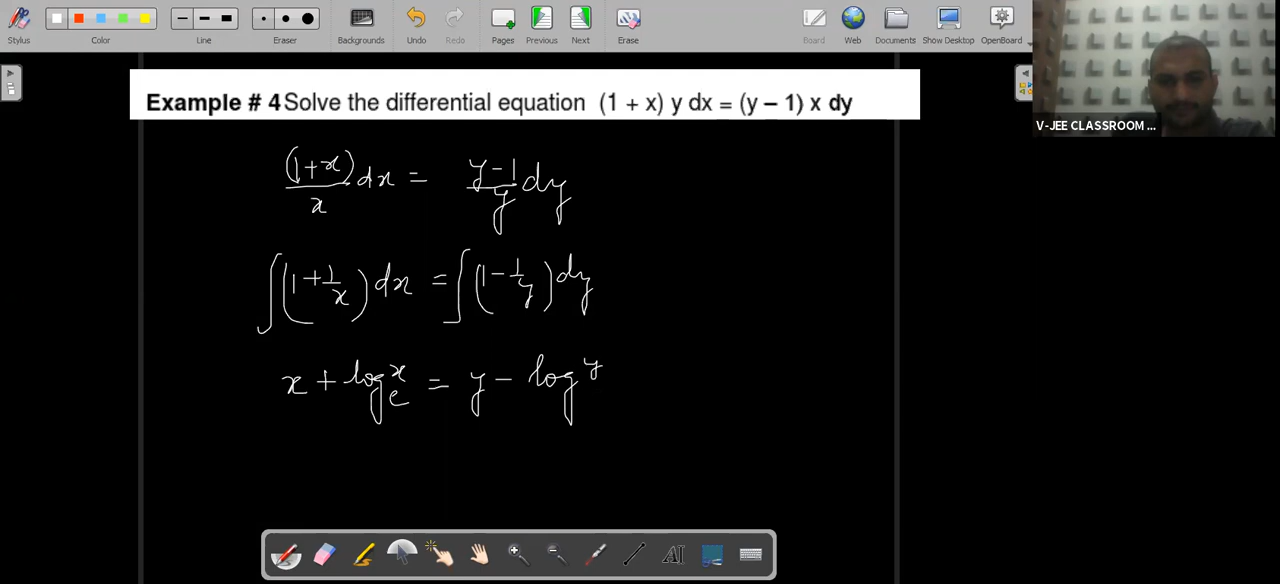 Stylus Color Line Eraser Backgrounds Undo Redo Pages Previous Next Erase Board Web Documents Show Desktop OpenBoard
V-JEE CLASSROOM ...
Example # 4 Solve the differential equation (1 + x) y dx = (y – 1) x dy
(1+x)/x dx = y-1/y dy
∫(1+1/x)dx = ∫(1-1/y)dy
x + log_e^x = y - log^y
AI